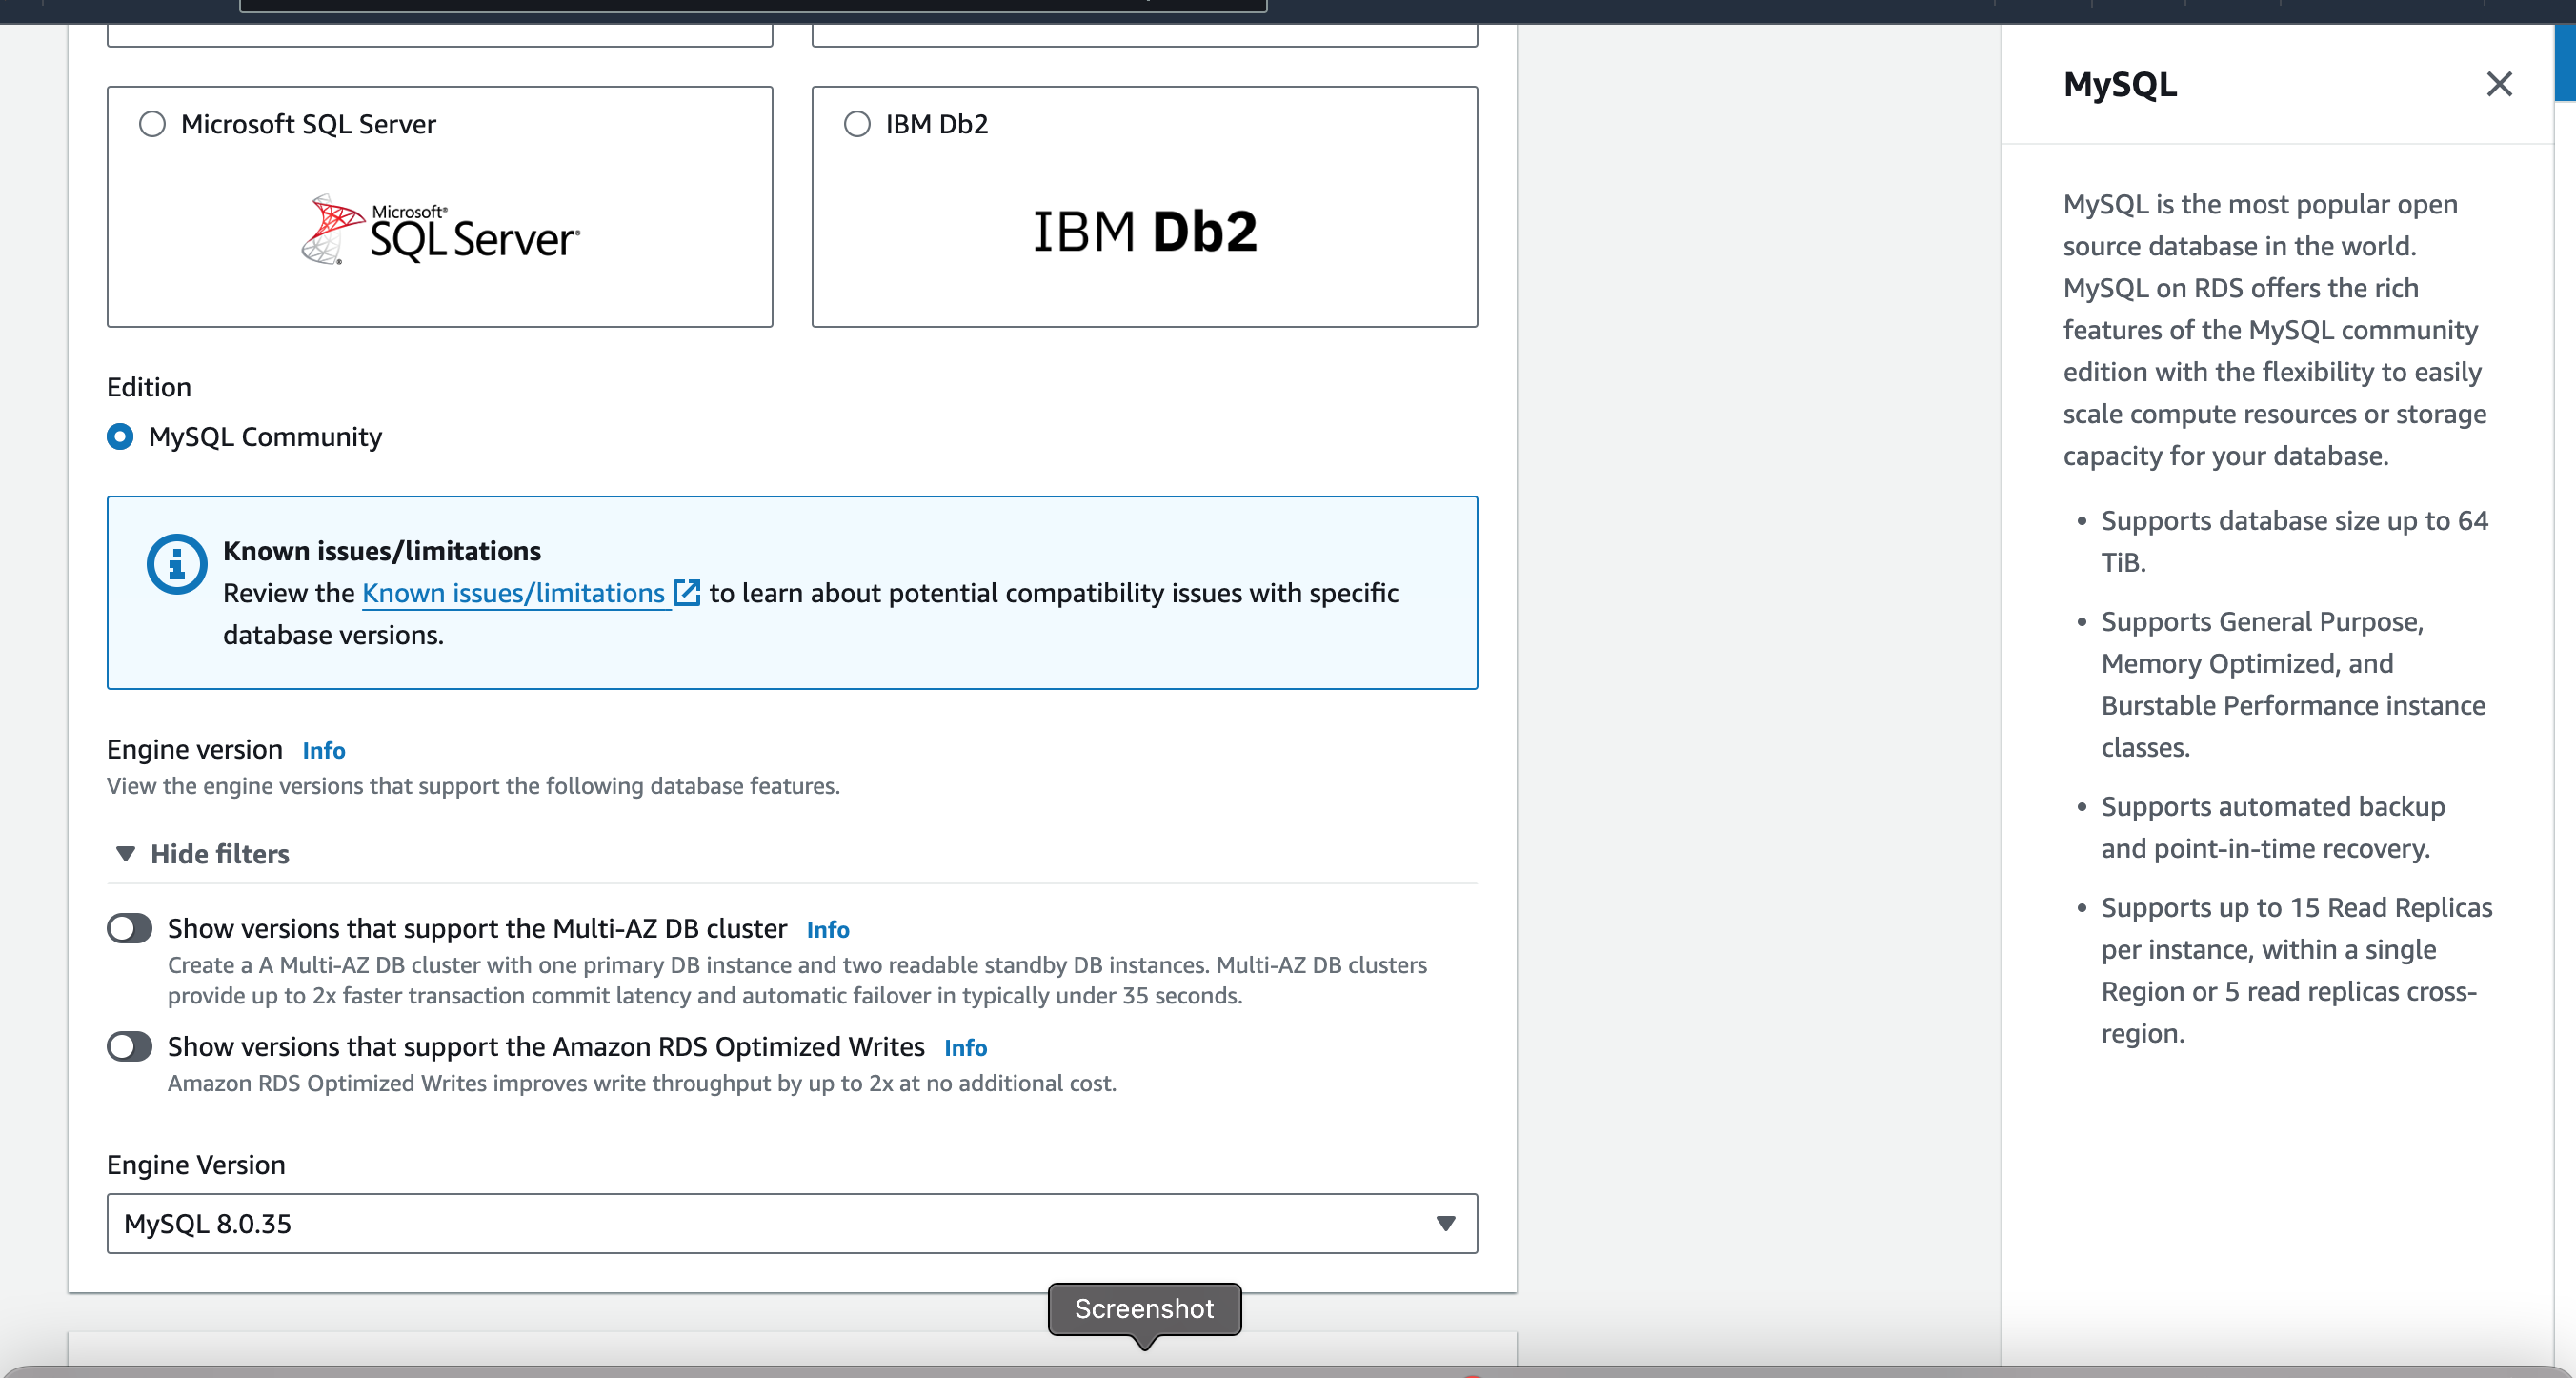 Microsoft SQL Server
IBM Db2
Microsoft®
SQL Server®
IBM Db2
Edition
MySQL Community
Known issues/limitations
Review the Known issues/limitations to learn about potential compatibility issues with specific
database versions.
Engine version Info
View the engine versions that support the following database features.
Hide filters
Show versions that support the Multi-AZ DB cluster Info
Create a A Multi-AZ DB cluster with one primary DB instance and two readable standby DB instances. Multi-AZ DB clusters
provide up to 2x faster transaction commit latency and automatic failover in typically under 35 seconds.
Show versions that support the Amazon RDS Optimized Writes Info
Amazon RDS Optimized Writes improves write throughput by up to 2x at no additional cost.
Engine Version
MySQL 8.0.35
Screenshot
MySQL
MySQL is the most popular open
source database in the world.
MySQL on RDS offers the rich
features of the MySQL community
edition with the flexibility to easily
scale compute resources or storage
capacity for your database.
• Supports database size up to 64
TiB.
• Supports General Purpose,
Memory Optimized, and
Burstable Performance instance
classes.
• Supports automated backup
and point-in-time recovery.
• Supports up to 15 Read Replicas
per instance, within a single
Region or 5 read replicas cross-
region.